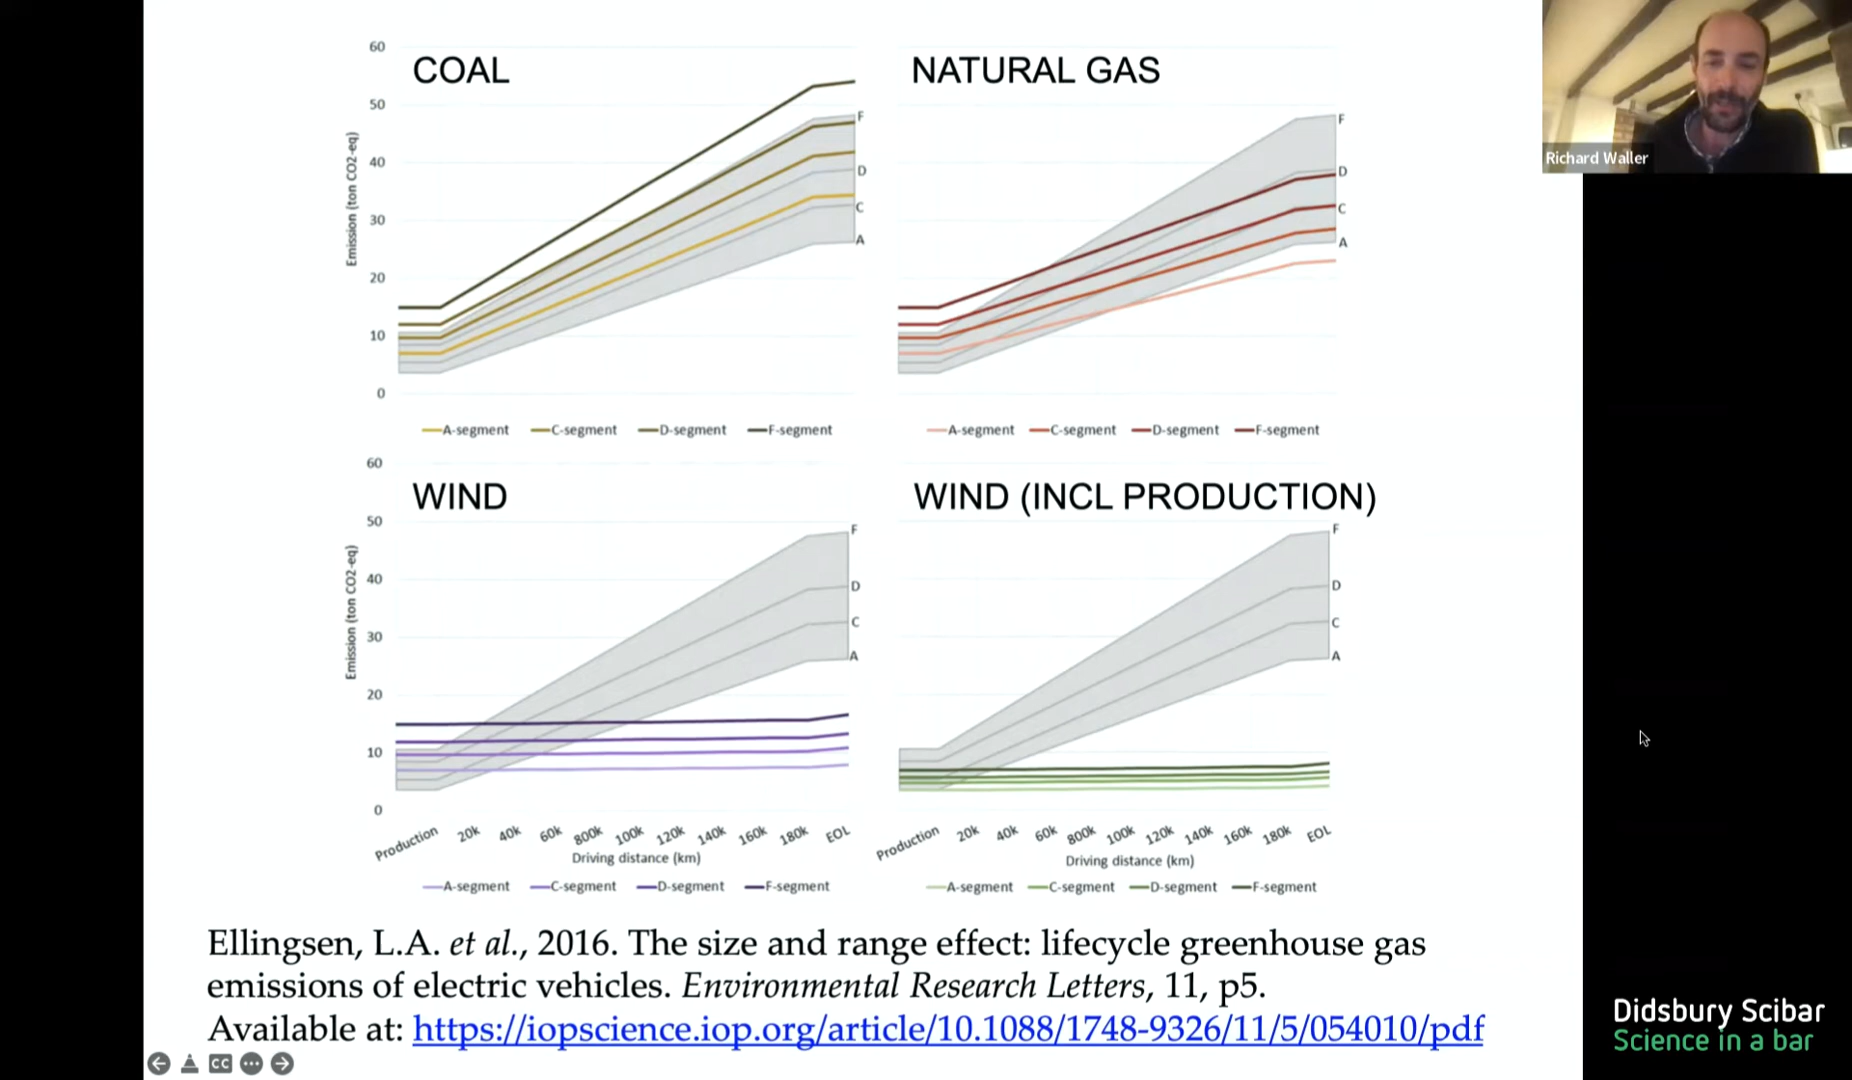 COAL
60
50
40
30
20
10
0
Emission (ton CO2-eq)
F
D
C
A
A-segment C-segment D-segment F-segment
NATURAL GAS
F
D
C
A
A-segment C-segment D-segment F-segment
WIND
60
50
40
30
20
10
0
Emission (ton CO2-eq)
F
D
C
A
Production 20k 40k 60k 800k 100k 120k 140k 160k 180k EOL
Driving distance (km)
A-segment C-segment D-segment F-segment
WIND (INCL PRODUCTION)
F
D
C
A
Production 20k 40k 60k 800k 100k 120k 140k 160k 180k EOL
Driving distance (km)
A-segment C-segment D-segment F-segment
Ellingsen, L.A. et al., 2016. The size and range effect: lifecycle greenhouse gas
emissions of electric vehicles. Environmental Research Letters, 11, p5.
Available at: https://iopscience.iop.org/article/10.1088/1748-9326/11/5/054010/pdf
CC
Richard Waller
Didsbury Scibar
Science in a bar